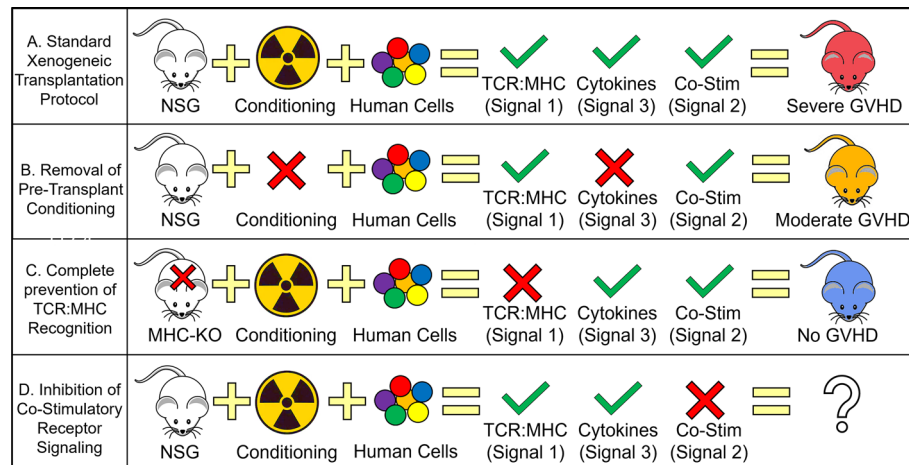 A. Standard
Xenogeneic
Transplantation
Protocol
NSG
Conditioning
Human Cells
TCR:MHC
(Signal 1)
Cytokines
(Signal 3)
Co-Stim
(Signal 2)
Severe GVHD
B. Removal of
Pre-Transplant
Conditioning
NSG
Conditioning
Human Cells
TCR:MHC
(Signal 1)
Cytokines
(Signal 3)
Co-Stim
(Signal 2)
Moderate GVHD
C. Complete
prevention of
TCR:MHC
Recognition
MHC-KO
Conditioning
Human Cells
TCR:MHC
(Signal 1)
Cytokines
(Signal 3)
Co-Stim
(Signal 2)
No GVHD
D. Inhibition of
Co-Stimulatory
Receptor
Signaling
NSG
Conditioning
Human Cells
TCR:MHC
(Signal 1)
Cytokines
(Signal 3)
Co-Stim
(Signal 2)
?